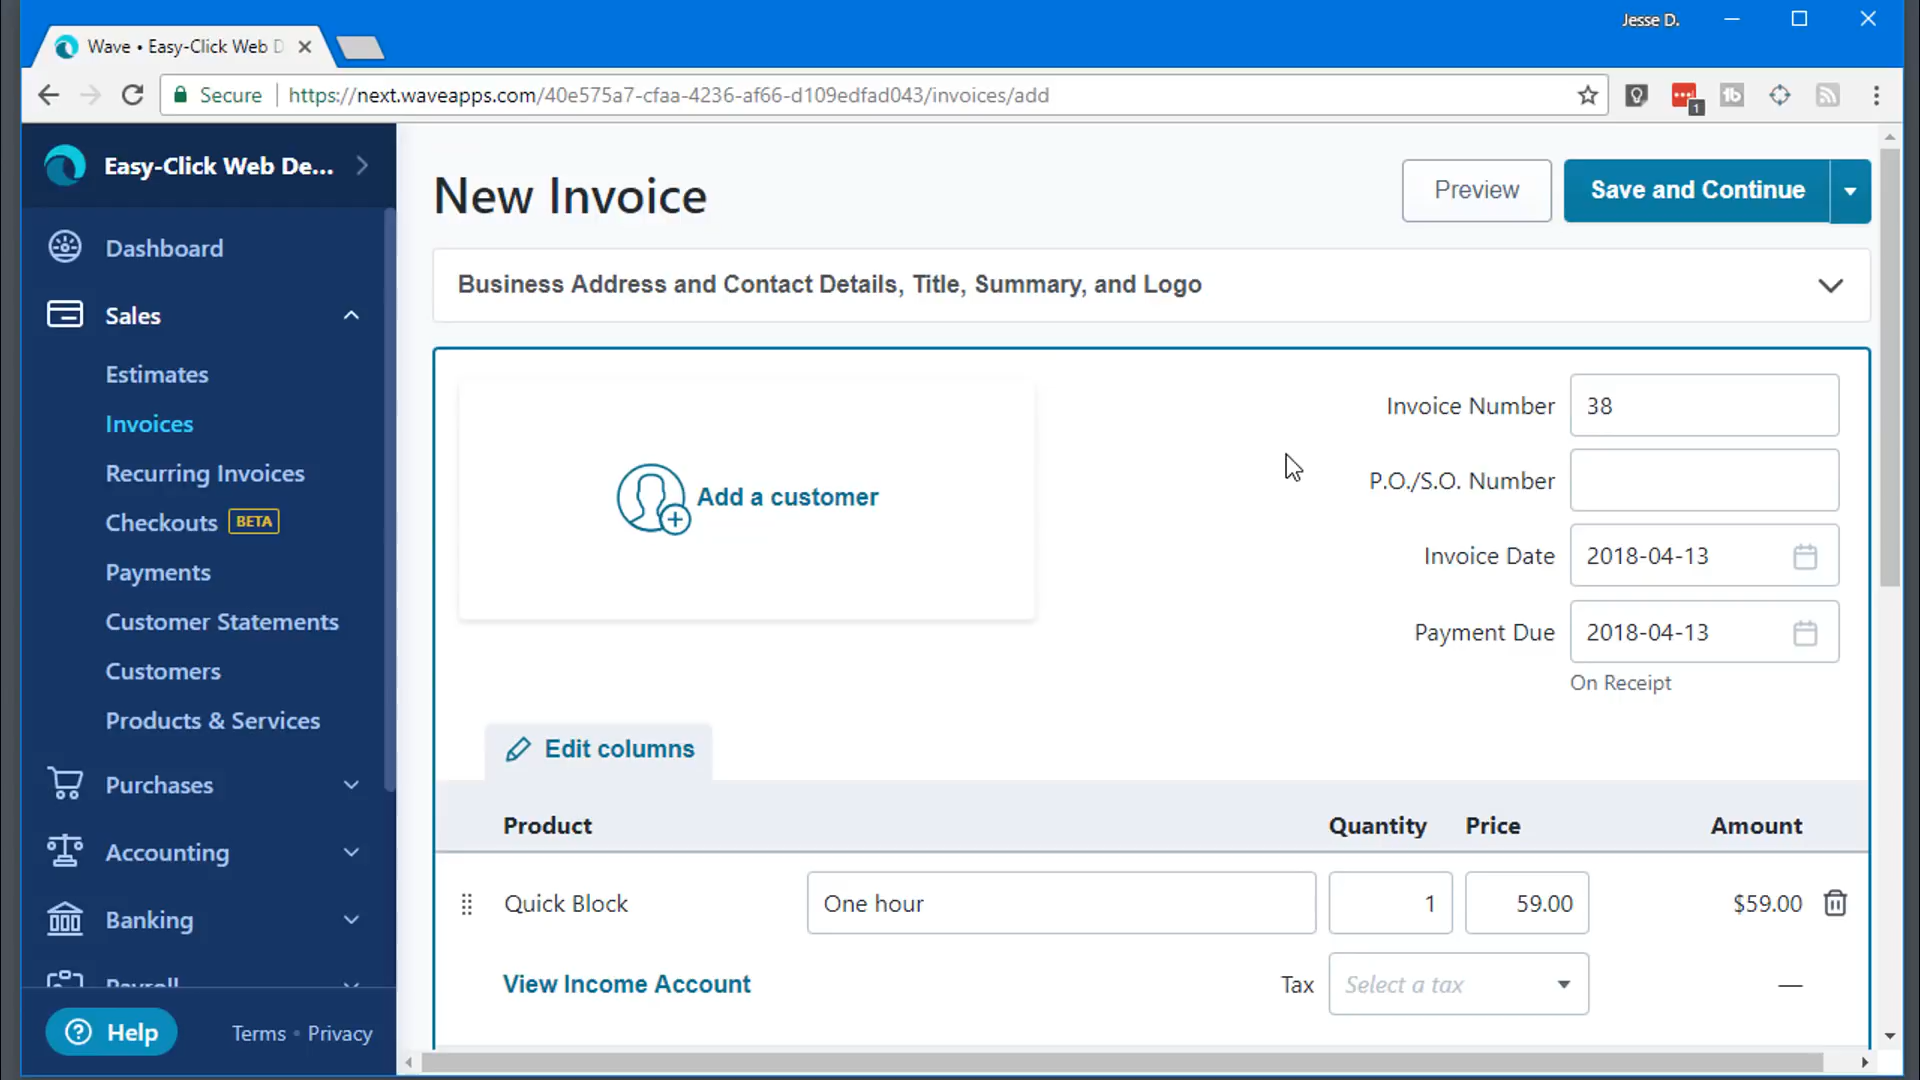 Jesse D.
Wave • Easy-Click Web D
Secure
https://next.waveapps.com/40e575a7-cfaa-4236-af66-d109edfad043/invoices/add
1
Easy-Click Web De...
Dashboard
Sales
Estimates
Invoices
Recurring Invoices
Checkouts BETA
Payments
Customer Statements
Customers
Products & Services
Purchases
Accounting
Banking
Payroll
Help
Terms • Privacy
New Invoice
Preview
Save and Continue
Business Address and Contact Details, Title, Summary, and Logo
Add a customer
Invoice Number 38
P.O./S.O. Number
Invoice Date 2018-04-13
Payment Due 2018-04-13
On Receipt
Edit columns
Product Quantity Price Amount
Quick Block One hour 1 59.00 $59.00
View Income Account Tax Select a tax —